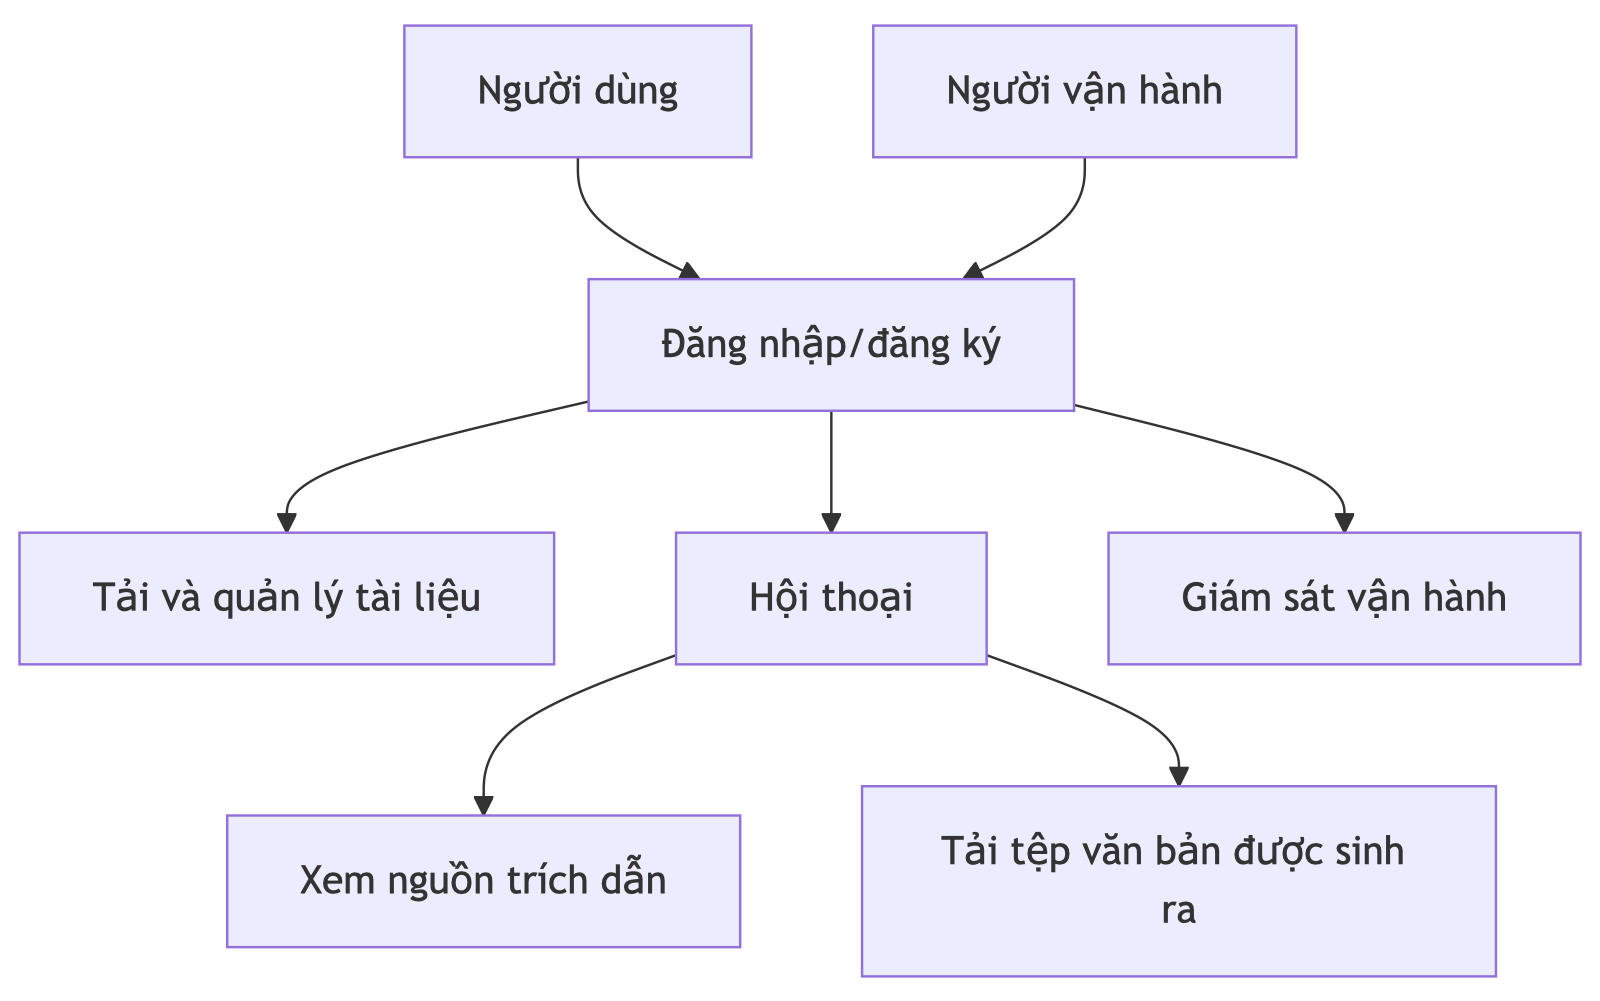 Người dùng
Người vận hành
Đăng nhập/đăng ký
Tải và quản lý tài liệu
Hội thoại
Giám sát vận hành
Xem nguồn trích dẫn
Tải tệp văn bản được sinh
ra